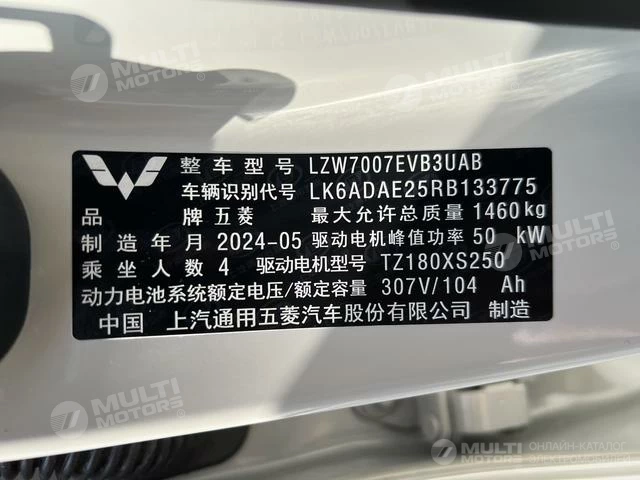 MULTI MOTORS
MULTI MOTORS
整车型号 LZW7007EVB3UAB
车辆识别代号 LK6ADAE25RB133775
品牌 五菱 最大允许总质量 1460kg
制造年月 2024-05 驱动电机峰值功率 50 kW
乘坐人数 4 驱动电机型号 TZ180XS250
动力电池系统额定电压/额定容量 307V/104 Ah
中国 上汽通用五菱汽车股份有限公司 制造
MULTI MOTORS
MULTI MOTORS
MULTI MOTORS ОНЛАЙН-КАТАЛОГ ЭЛЕКТРОМОБИЛЕЙ